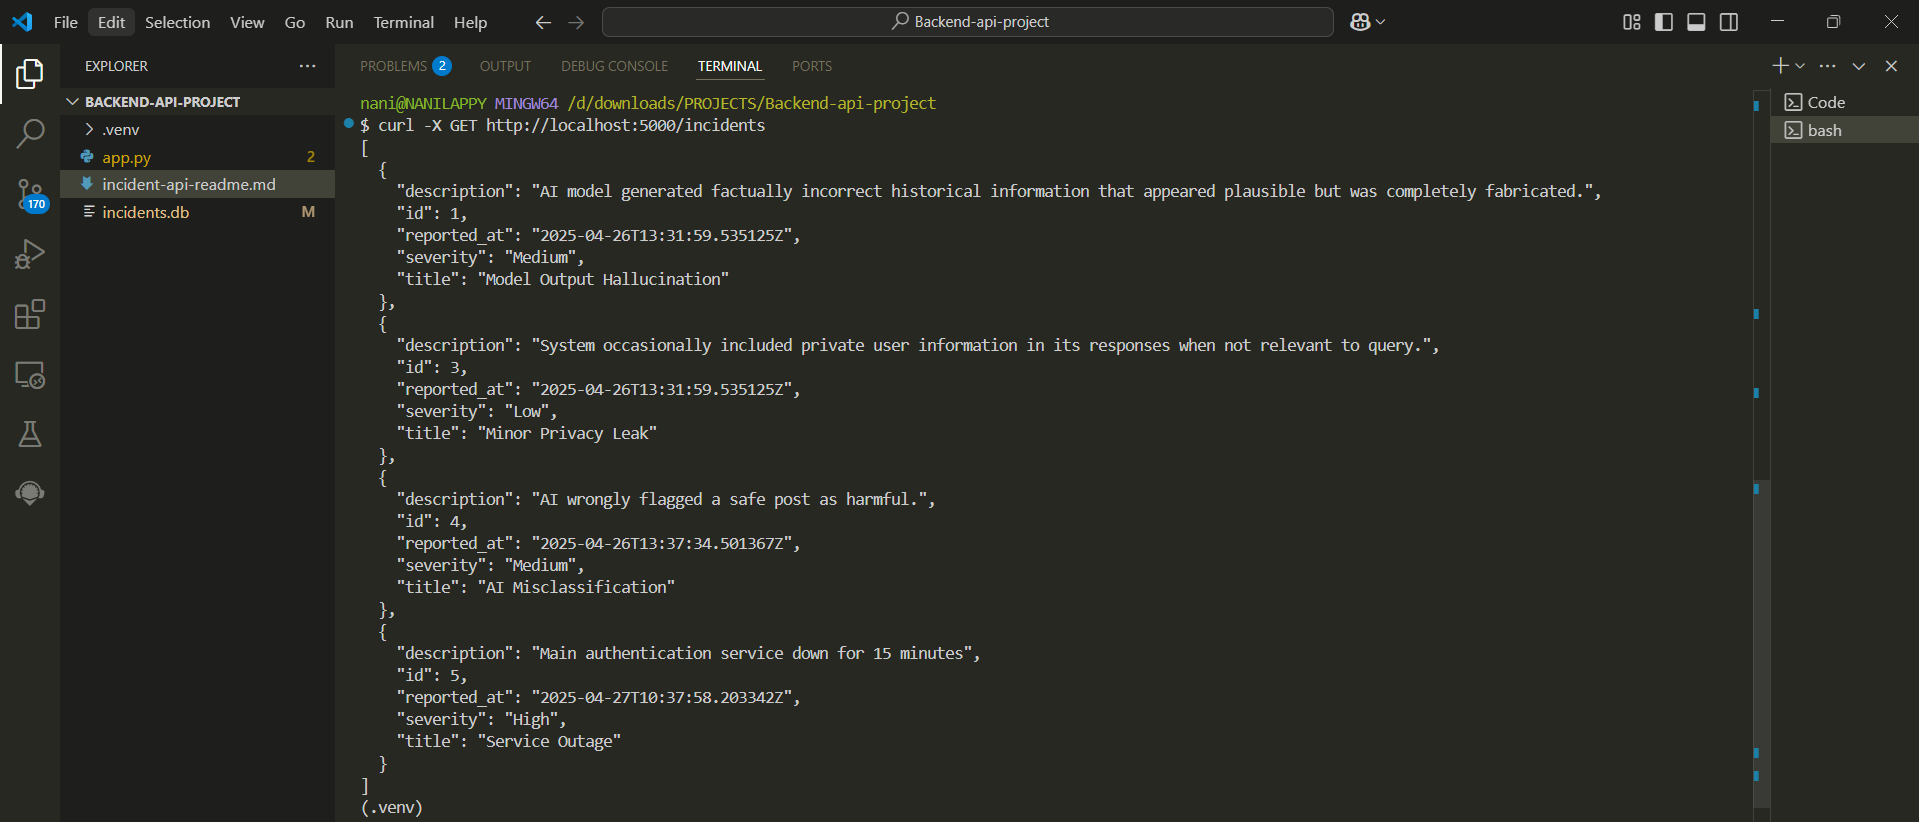 File Edit Selection View Go Run Terminal Help
Backend-api-project
EXPLORER
BACKEND-API-PROJECT
.venv
app.py 2
incident-api-readme.md
incidents.db M
170
PROBLEMS 2 OUTPUT DEBUG CONSOLE TERMINAL PORTS
Code
bash
nani@NANILAPPY MINGW64 /d/downloads/PROJECTS/Backend-api-project
$ curl -X GET http://localhost:5000/incidents
[
  {
    "description": "AI model generated factually incorrect historical information that appeared plausible but was completely fabricated.",
    "id": 1,
    "reported_at": "2025-04-26T13:31:59.535125Z",
    "severity": "Medium",
    "title": "Model Output Hallucination"
  },
  {
    "description": "System occasionally included private user information in its responses when not relevant to query.",
    "id": 3,
    "reported_at": "2025-04-26T13:31:59.535125Z",
    "severity": "Low",
    "title": "Minor Privacy Leak"
  },
  {
    "description": "AI wrongly flagged a safe post as harmful.",
    "id": 4,
    "reported_at": "2025-04-26T13:37:34.501367Z",
    "severity": "Medium",
    "title": "AI Misclassification"
  },
  {
    "description": "Main authentication service down for 15 minutes",
    "id": 5,
    "reported_at": "2025-04-27T10:37:58.203342Z",
    "severity": "High",
    "title": "Service Outage"
  }
]
(.venv)